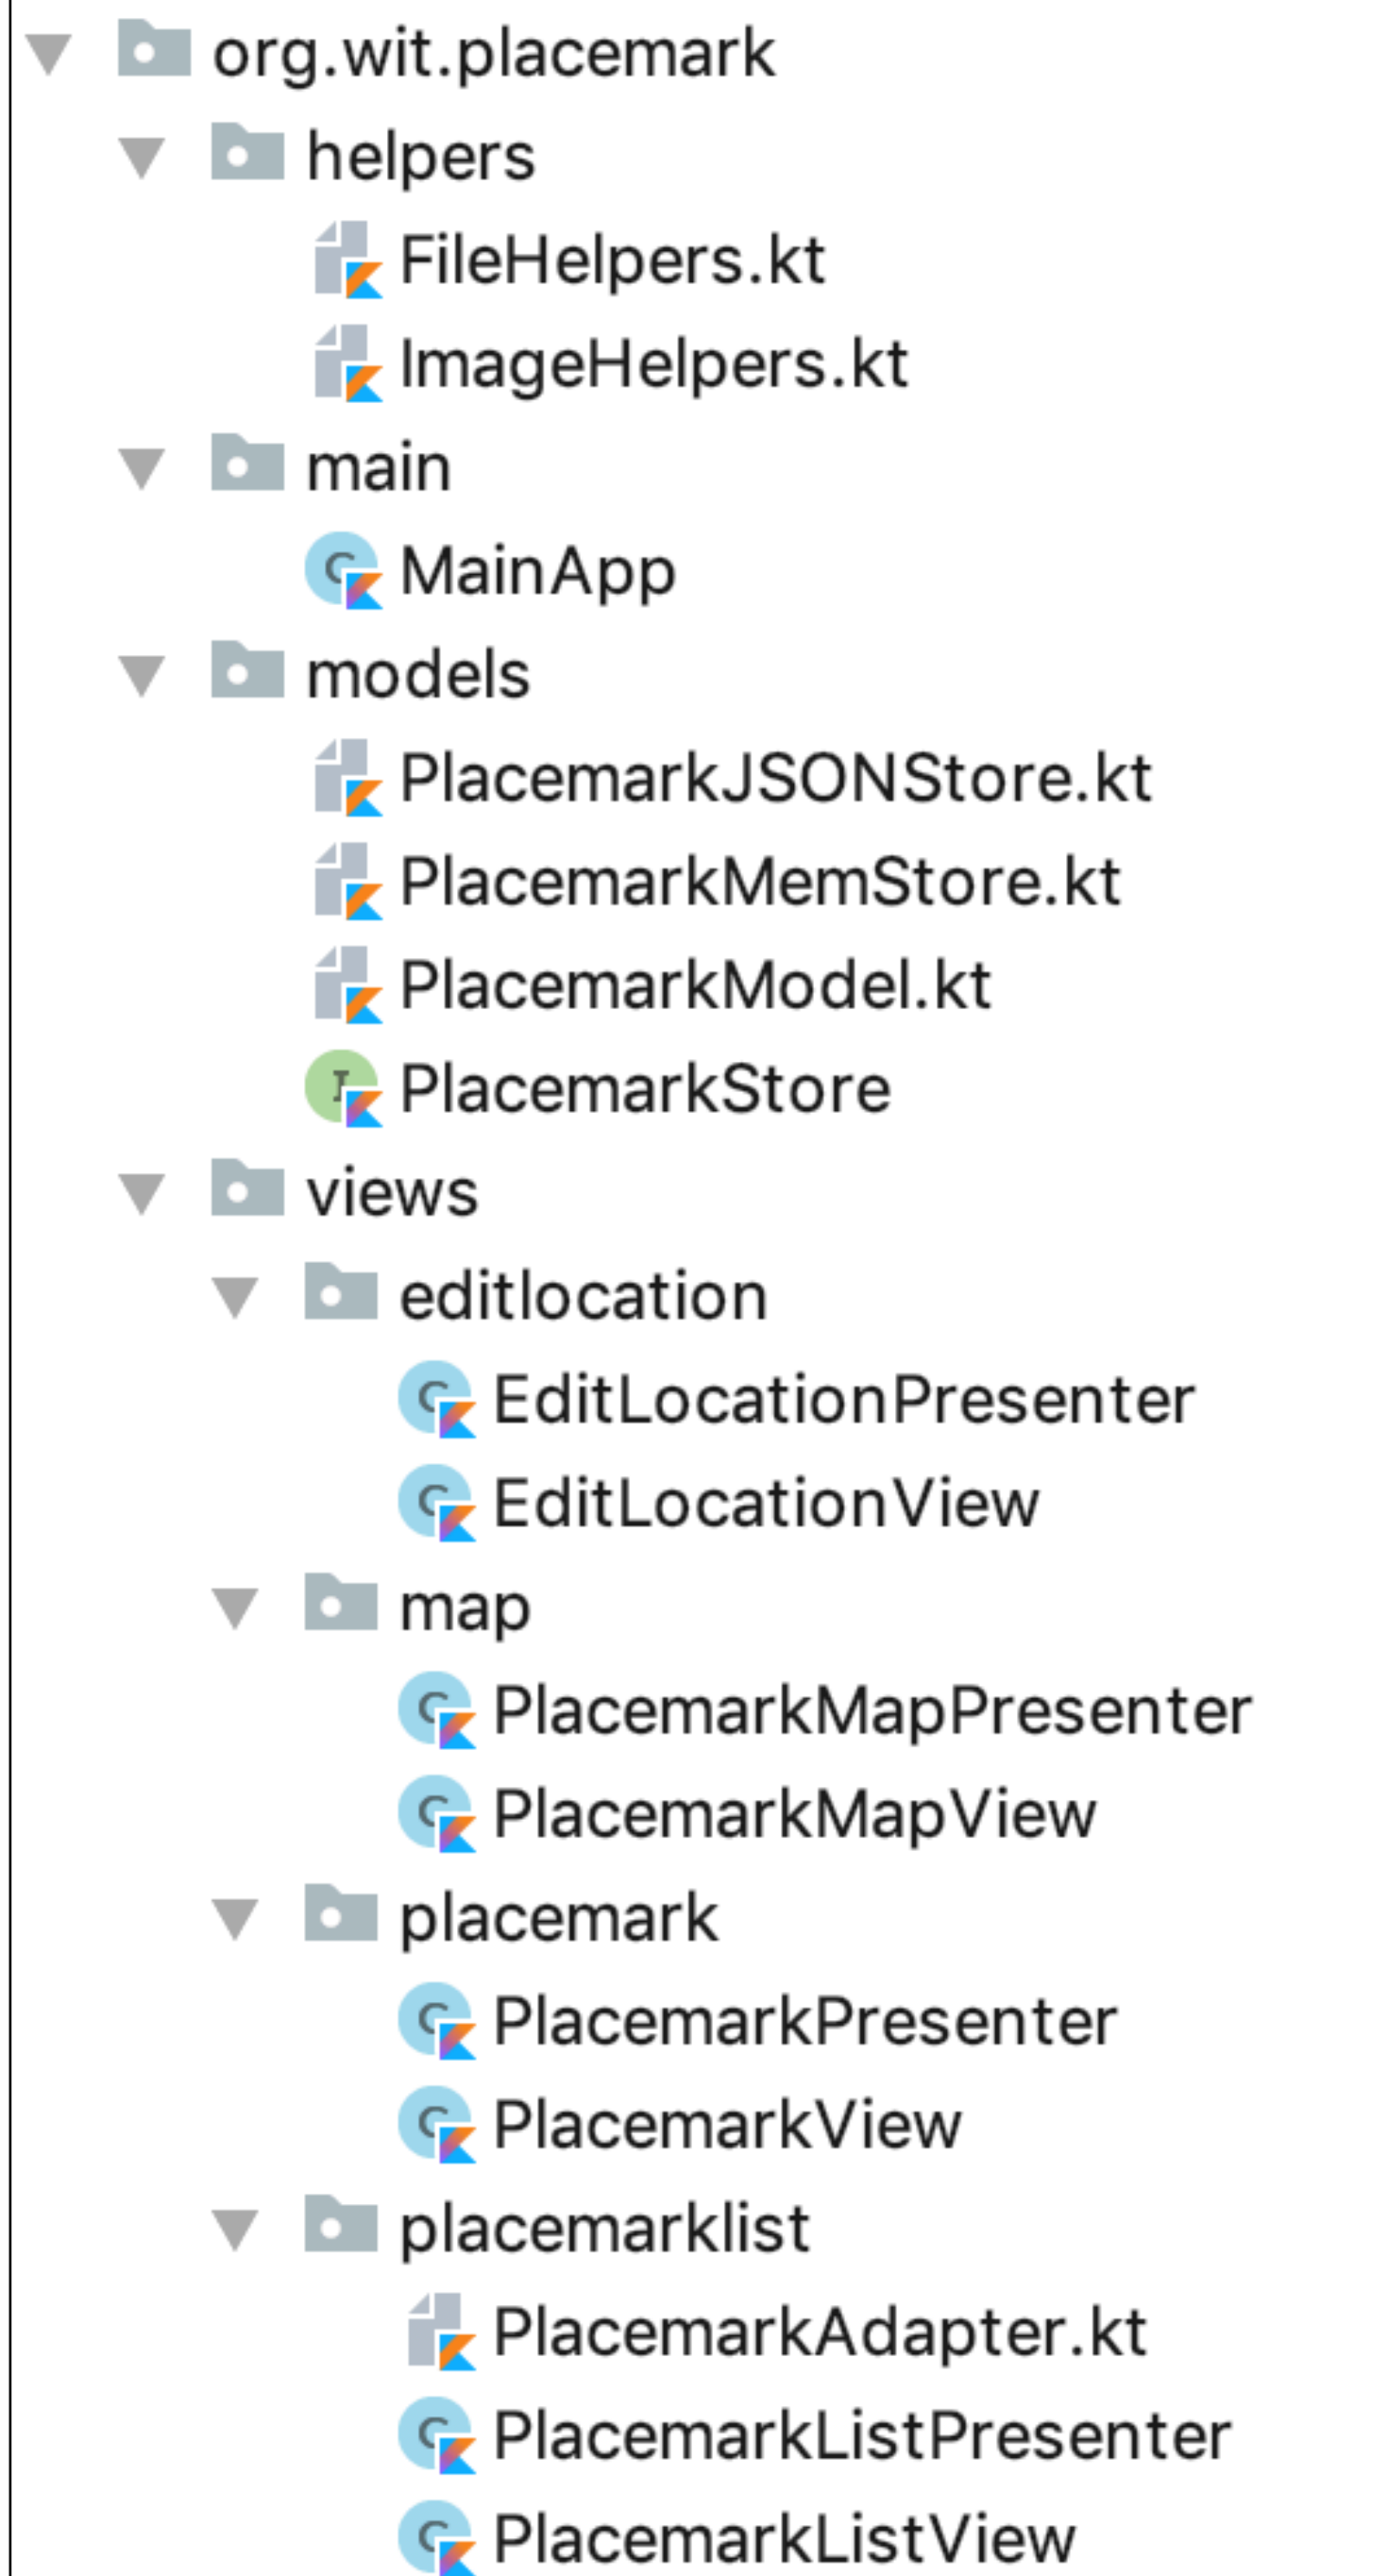 org.wit.placemark
helpers
FileHelpers.kt
ImageHelpers.kt
main
MainApp
models
PlacemarkJSONStore.kt
PlacemarkMemStore.kt
PlacemarkModel.kt
PlacemarkStore
views
editlocation
EditLocationPresenter
EditLocationView
map
PlacemarkMapPresenter
PlacemarkMapView
placemark
PlacemarkPresenter
PlacemarkView
placemarklist
PlacemarkAdapter.kt
PlacemarkListPresenter
PlacemarkListView